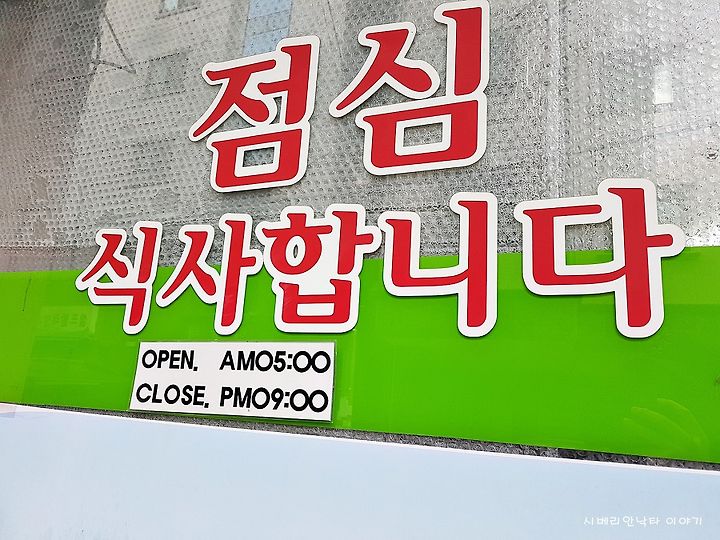 점심
식사합니다
OPEN. AM05:00
CLOSE. PM09:00
시베리안낙타 이야기